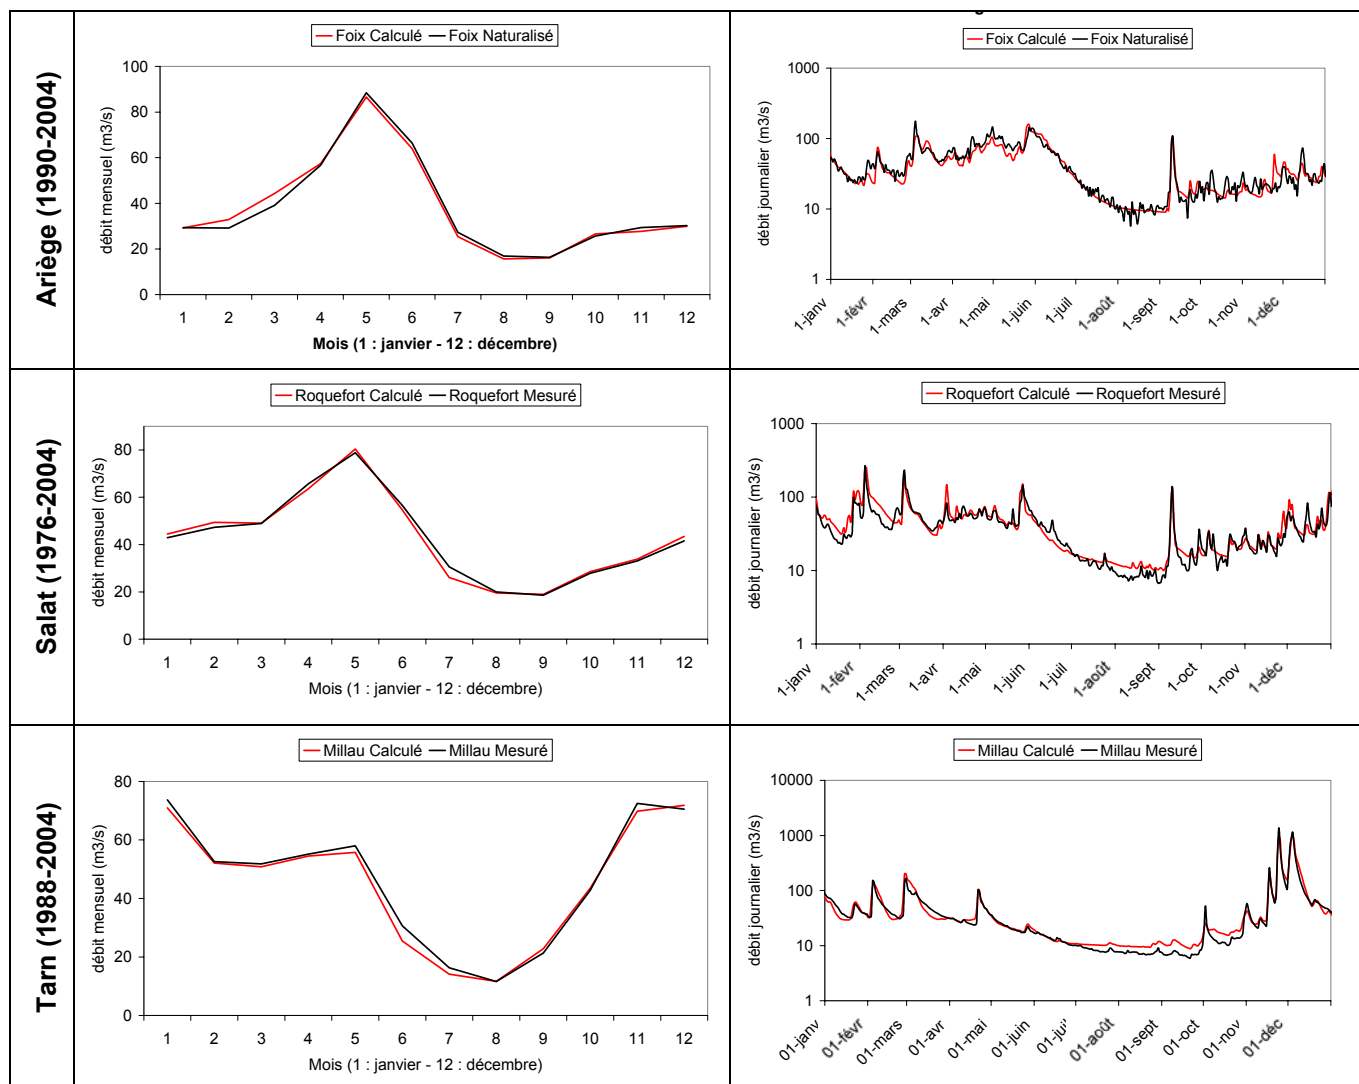 Ariège (1990-2004)
Foix Calculé Foix Naturalisé
débit mensuel (m3/s)
100
80
60
40
20
0
1 2 3 4 5 6 7 8 9 10 11 12
Mois (1 : janvier - 12 : décembre)
Foix Calculé Foix Naturalisé
débit journalier (m3/s)
1000
100
10
1
1-janv 1-févr 1-mars 1-avr 1-mai 1-juin 1-juil 1-août 1-sept 1-oct 1-nov 1-déc
Salat (1976-2004)
Roquefort Calculé Roquefort Mesuré
débit mensuel (m3/s)
80
60
40
20
0
1 2 3 4 5 6 7 8 9 10 11 12
Mois (1 : janvier - 12 : décembre)
Roquefort Calculé Roquefort Mesuré
débit journalier (m3/s)
1000
100
10
1
1-janv 1-févr 1-mars 1-avr 1-mai 1-juin 1-juil 1-août 1-sept 1-oct 1-nov 1-déc
Tarn (1988-2004)
Millau Calculé Millau Mesuré
débit mensuel (m3/s)
80
60
40
20
0
1 2 3 4 5 6 7 8 9 10 11 12
Mois (1 : janvier - 12 : décembre)
Millau Calculé Millau Mesuré
débit journalier (m3/s)
10000
1000
100
10
1
01-janv 01-févr 01-mars 01-avr 01-mai 01-juin 01-août 01-sept 01-oct 01-nov 01-déc